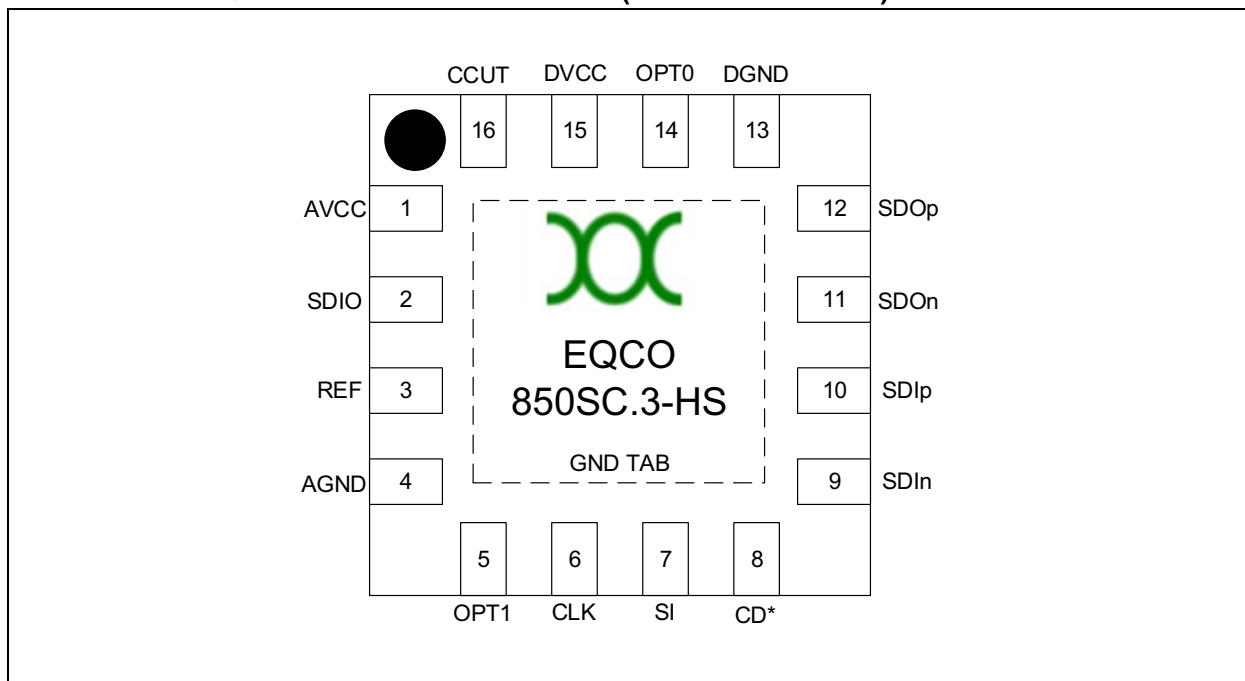 CCUT DVCC OPT0 DGND
16 15 14 13
AVCC 1 12 SDOp
SDIO 2 11 SDOn
EQCO
REF 3 10 SDIp
850SC.3-HS
GND TAB
AGND 4 9 SDIn
5 6 7 8
OPT1 CLK SI CD*